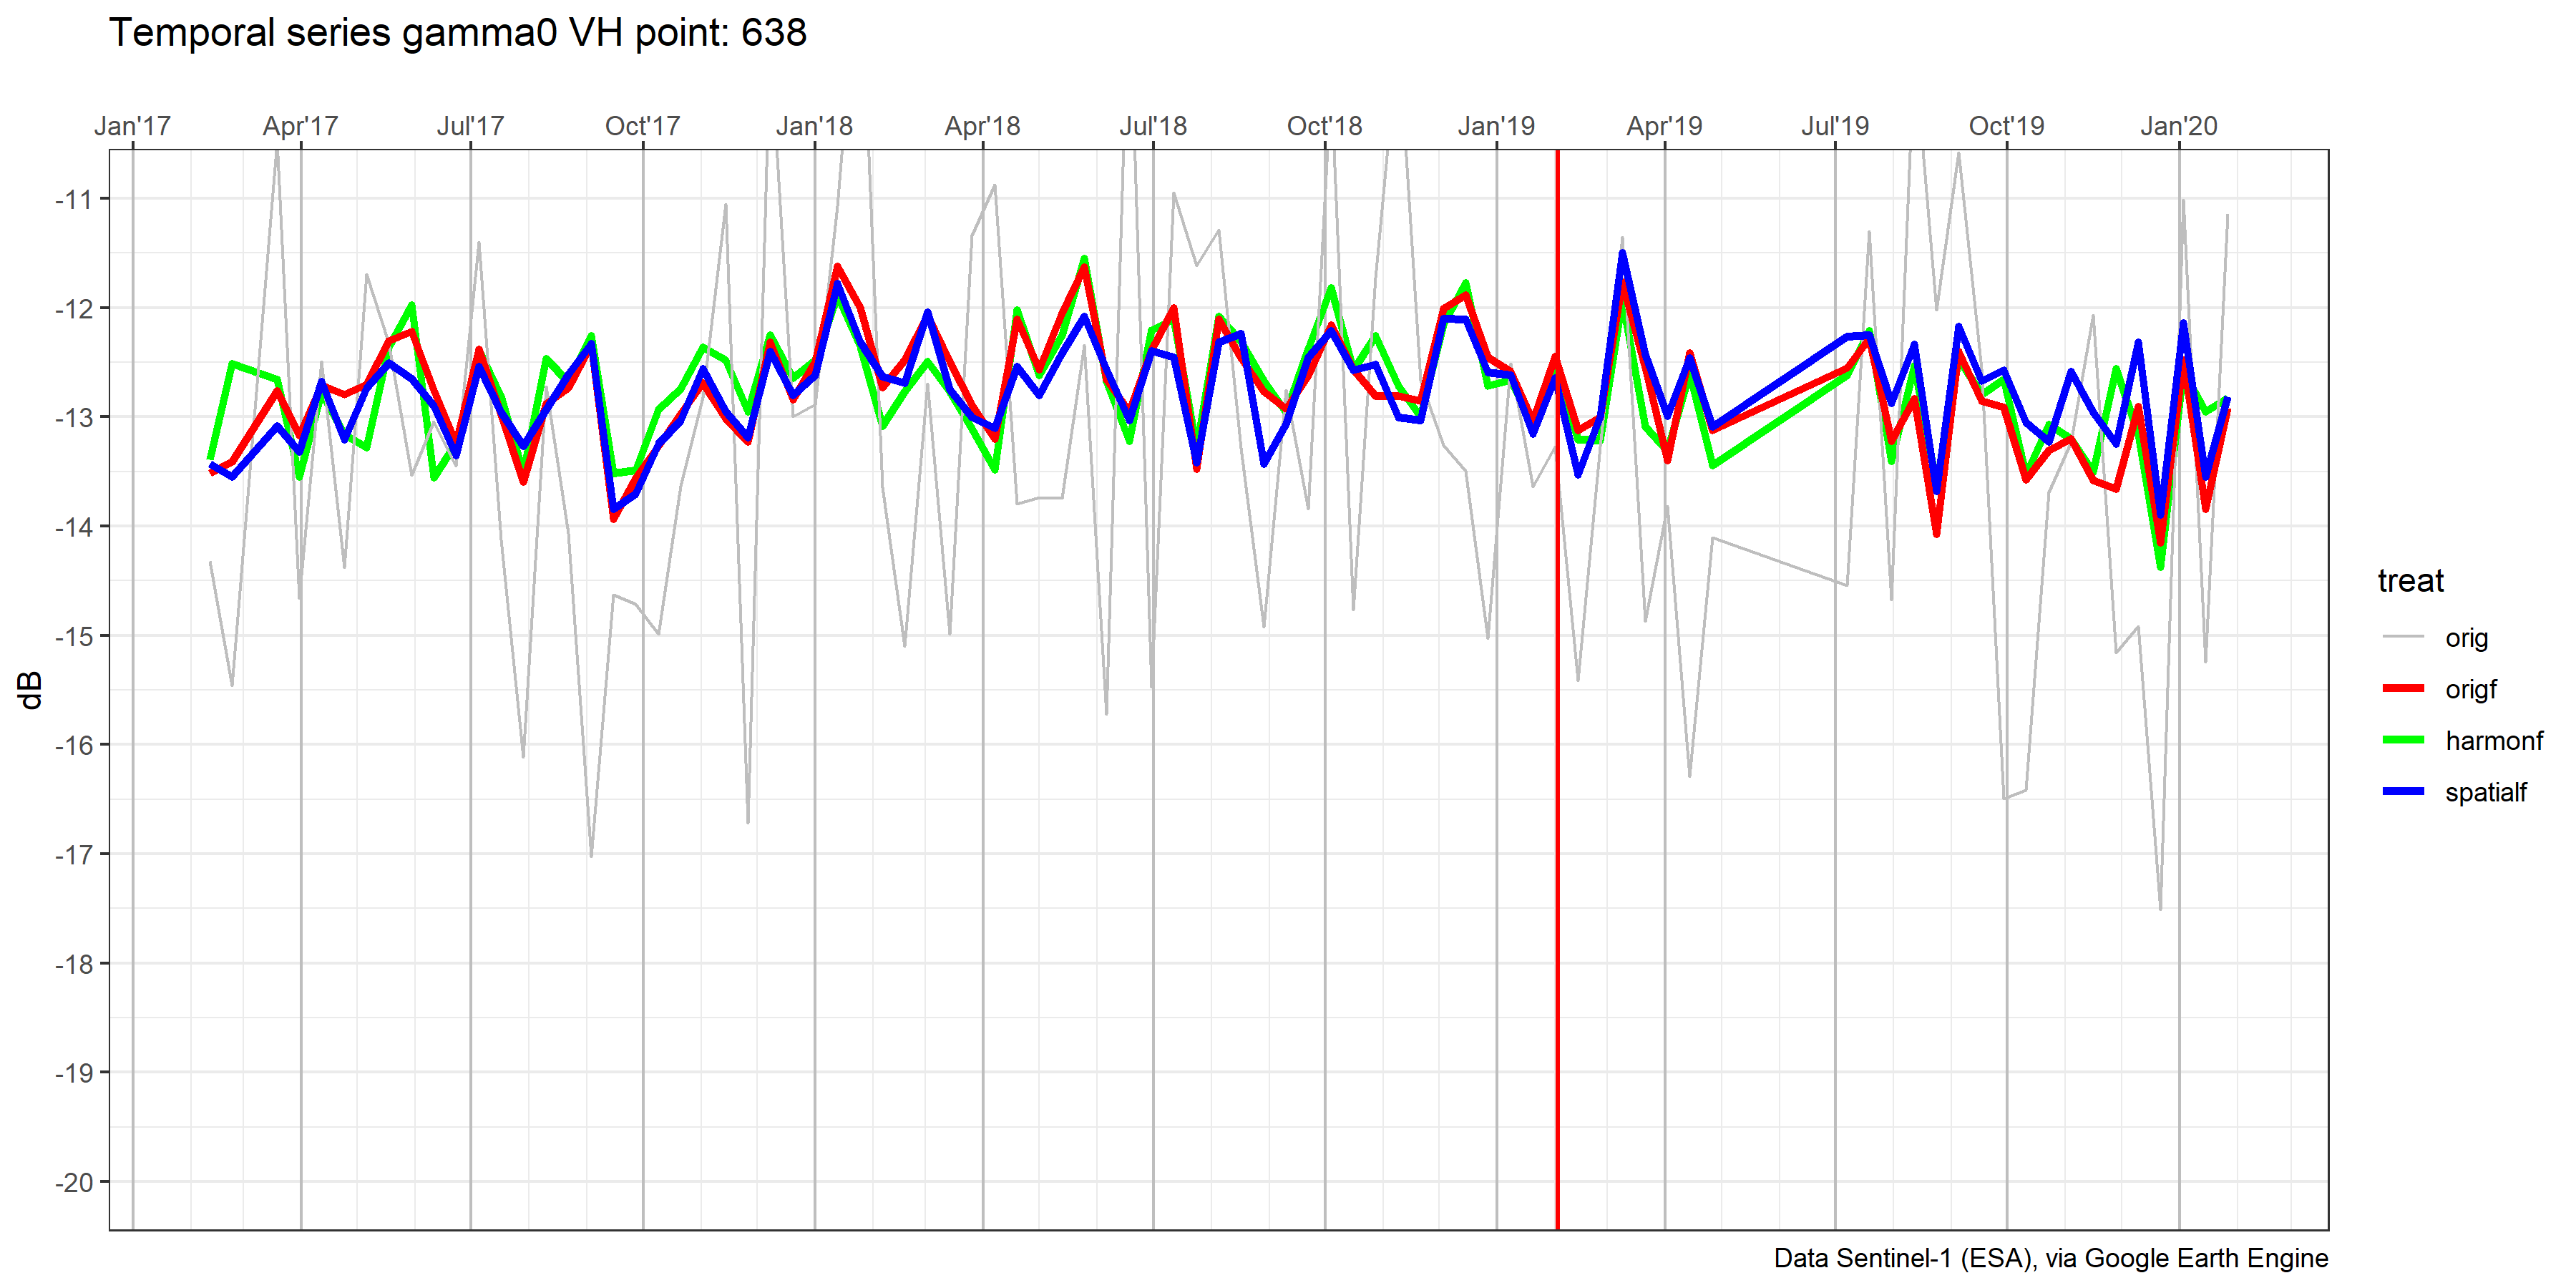 Temporal series gamma0 VH point: 638
Jan'17 Apr'17 Jul'17 Oct'17 Jan'18 Apr'18 Jul'18 Oct'18 Jan'19 Apr'19 Jul'19 Oct'19 Jan'20
-11
-12
-13
-14
-15
-16
-17
-18
-19
-20
dB
treat
orig
origf
harmonf
spatialf
Data Sentinel-1 (ESA), via Google Earth Engine